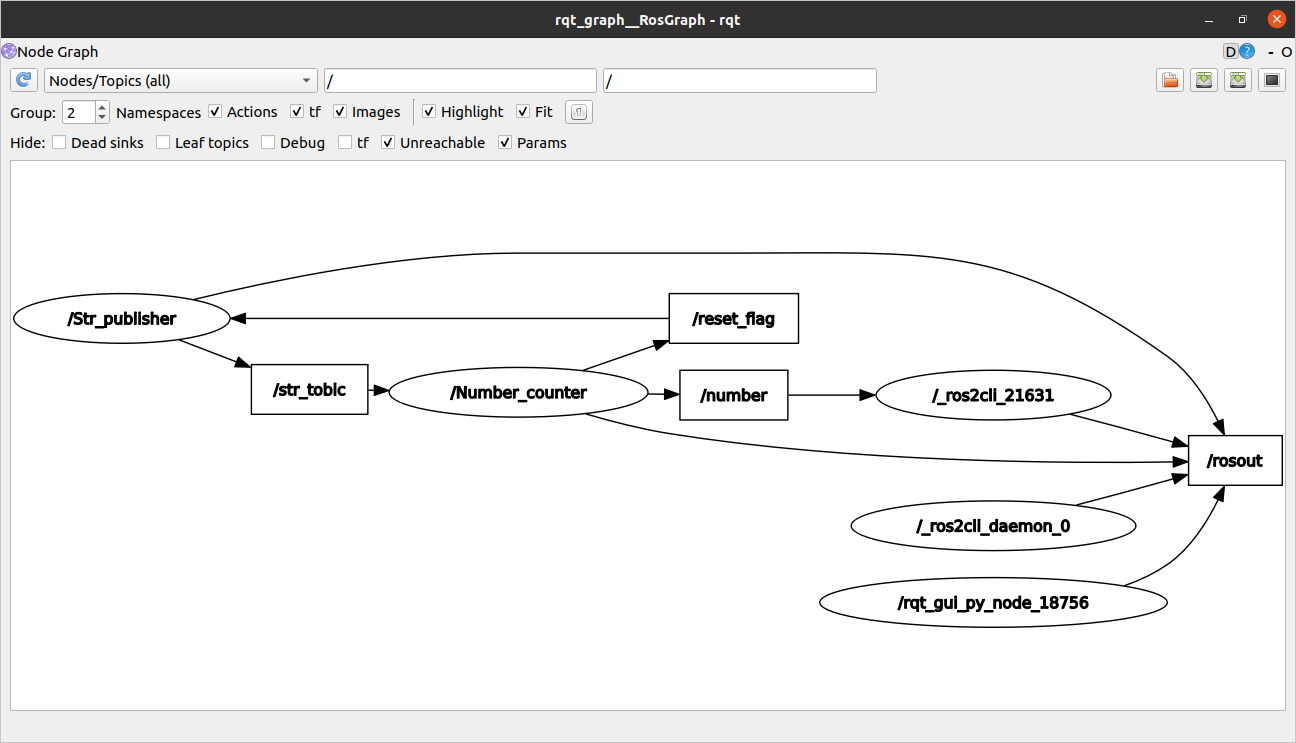 rqt_graph__RosGraph - rqt
Node Graph D ? - O
Nodes/Topics (all) / /
Group: 2 Namespaces Actions tf Images Highlight Fit
Hide: Dead sinks Leaf topics Debug tf Unreachable Params
/Str_publisher
/reset_flag
/str_tobic
/Number_counter
/number
/_ros2cli_21631
/rosout
/_ros2cli_daemon_0
/rqt_gui_py_node_18756